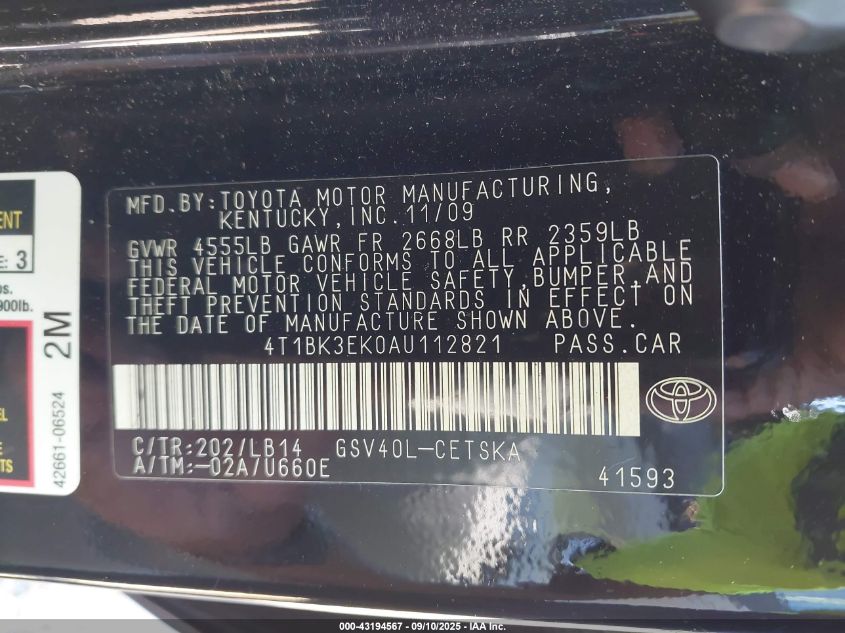 MFD.BY:TOYOTA MOTOR MANUFACTURING,
KENTUCKY,INC.11/09
GVWR 4555LB GAWR FR 2668LB RR 2359LB
THIS VEHICLE CONFORMS TO ALL APPLICABLE
FEDERAL MOTOR VEHICLE SAFETY,BUMPER,AND
THEFT PREVENTION STANDARDS IN EFFECT ON
THE DATE OF MANUFACTURE SHOWN ABOVE.
4T1BK3EK0AU112821 PASS.CAR
C/TR:202/LB14 GSV40L-CETSKA
A/TM:-02A/U660E
41593
E: 3
900lb.
2M
42661-06524
000-43194567 - 09/10/2025 - IAA Inc.